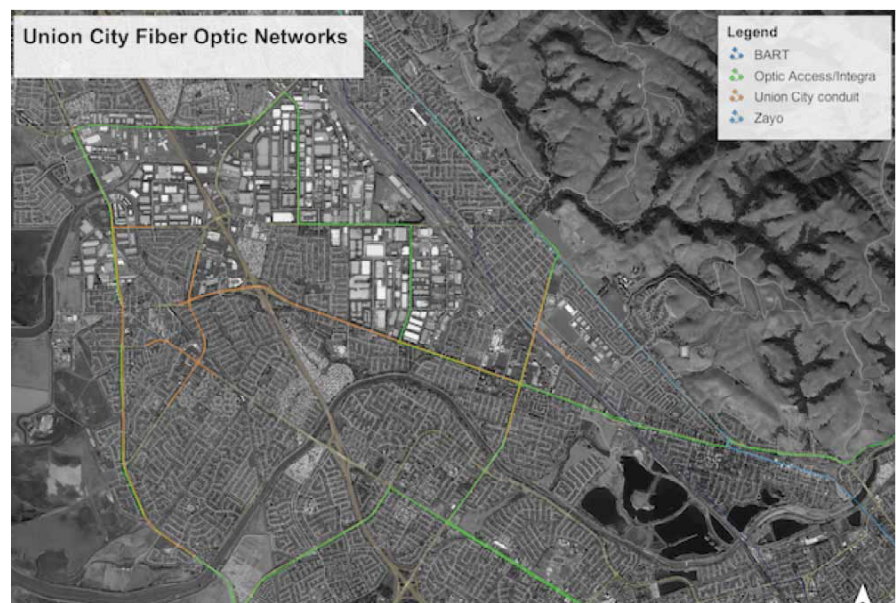 Union City Fiber Optic Networks
Legend
BART
Optic Access/Integra
Union City conduit
Zayo